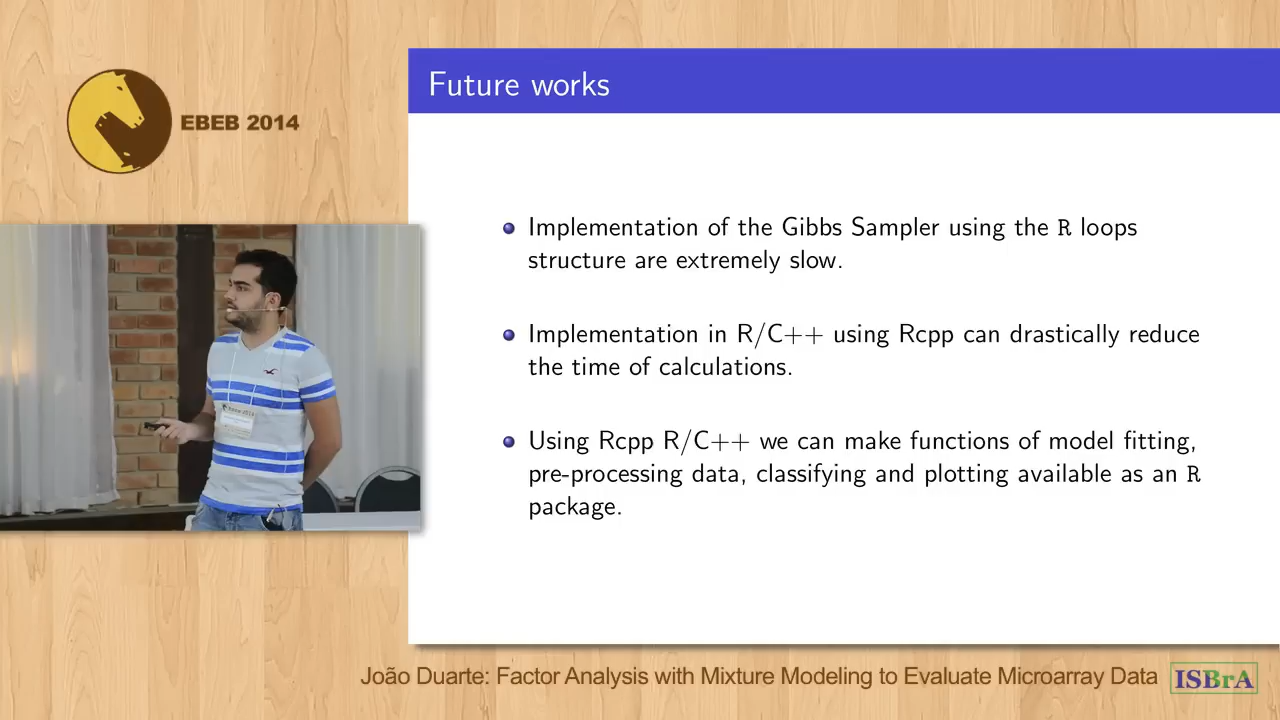 Future works
EBEB 2014
Implementation of the Gibbs Sampler using the R loops
structure are extremely slow.
Implementation in R/C++ using Rcpp can drastically reduce
the time of calculations.
Using Rcpp R/C++ we can make functions of model fitting,
pre-processing data, classifying and plotting available as an R
package.
João Duarte: Factor Analysis with Mixture Modeling to Evaluate Microarray Data
ISBrA